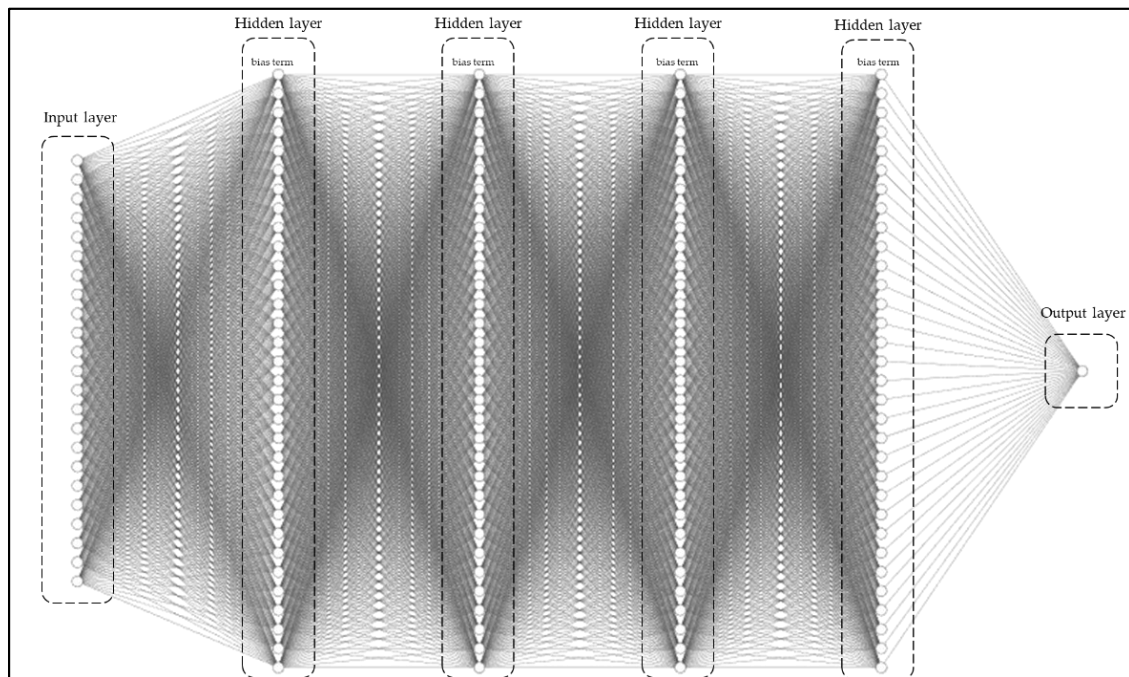 Hidden layer
Hidden layer
Hidden layer
Hidden layer
bias term
bias term
bias term
bias term
Input layer
Output layer